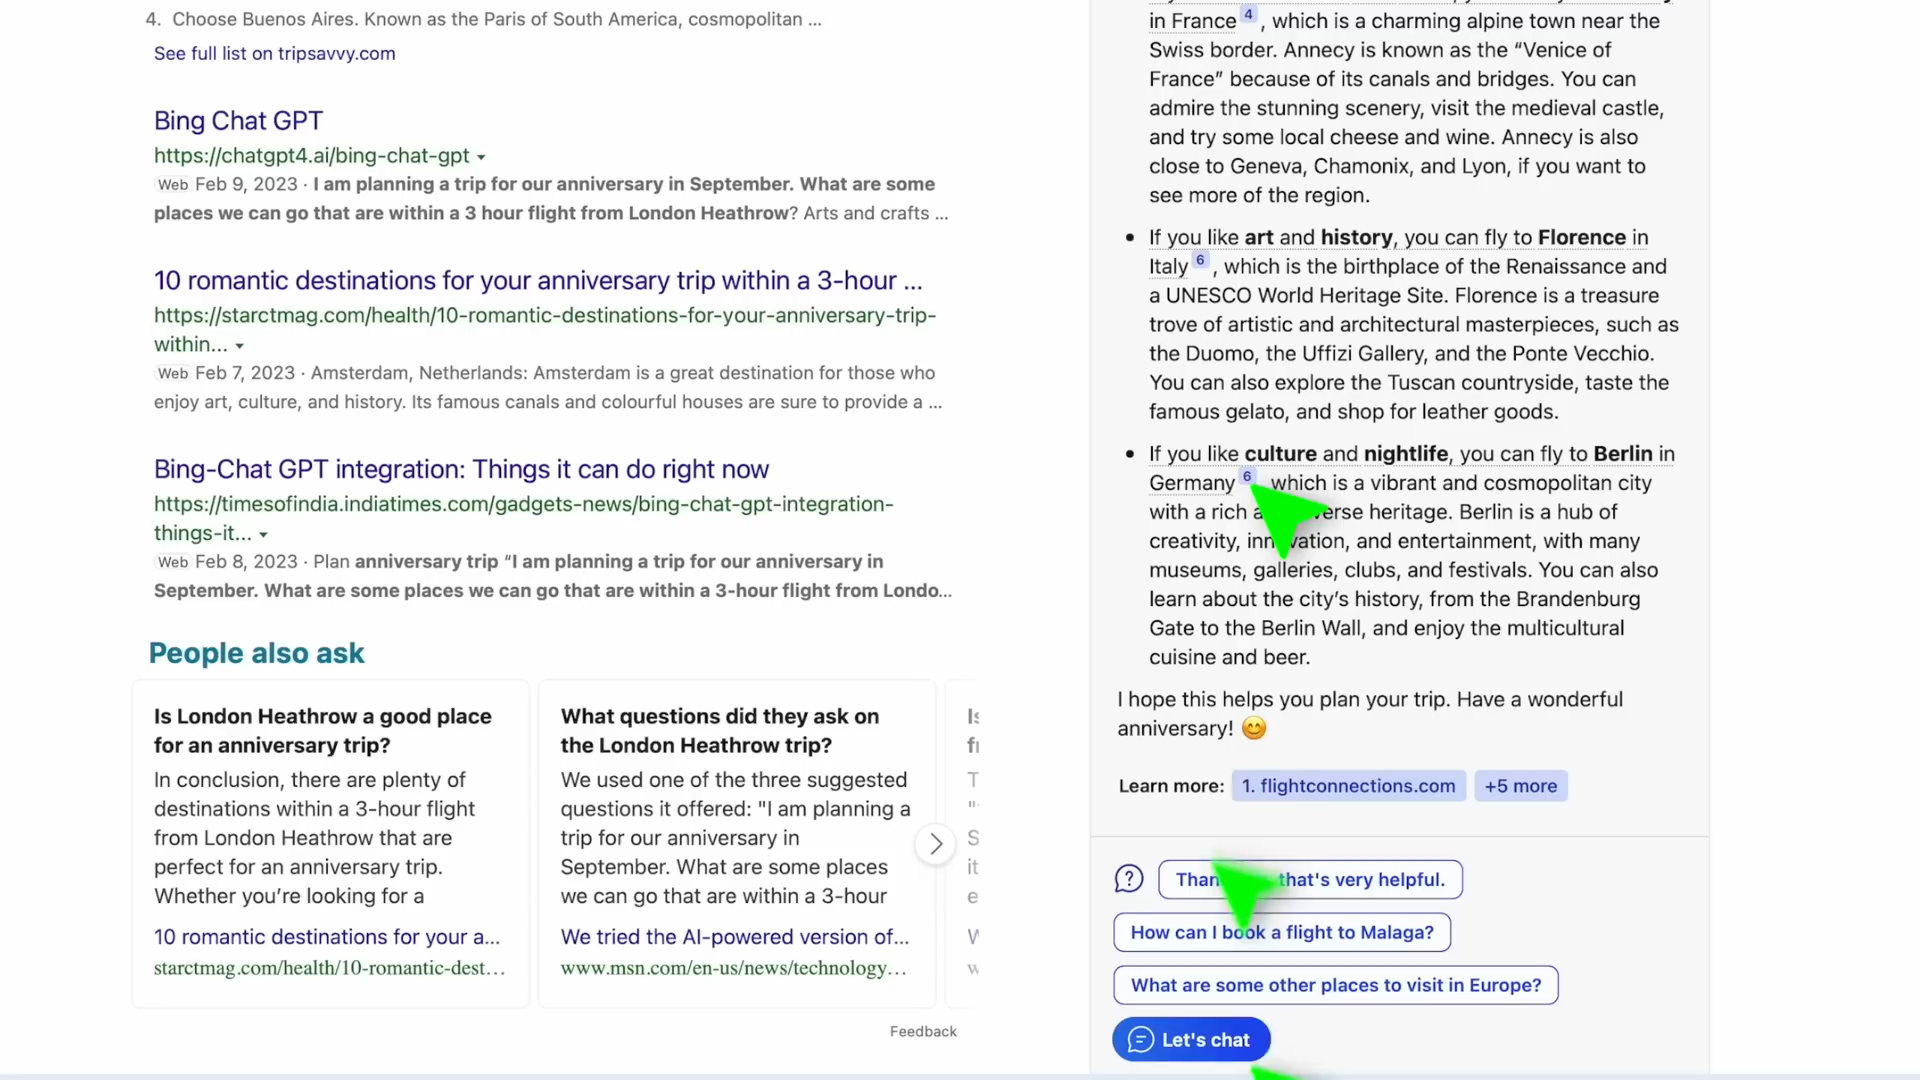 4. Choose Buenos Aires. Known as the Paris of South America, cosmopolitan ...
See full list on tripsavvy.com
Bing Chat GPT
https://chatgpt4.ai/bing-chat-gpt
Web Feb 9, 2023 · I am planning a trip for our anniversary in September. What are some
places we can go that are within a 3 hour flight from London Heathrow? Arts and crafts ...
10 romantic destinations for your anniversary trip within a 3-hour ...
https://starctmag.com/health/10-romantic-destinations-for-your-anniversary-trip-
within...
Web Feb 7, 2023 · Amsterdam, Netherlands: Amsterdam is a great destination for those who
enjoy art, culture, and history. Its famous canals and colourful houses are sure to provide a ...
Bing-Chat GPT integration: Things it can do right now
https://timesofindia.indiatimes.com/gadgets-news/bing-chat-gpt-integration-
things-it...
Web Feb 8, 2023 · Plan anniversary trip “I am planning a trip for our anniversary in
September. What are some places we can go that are within a 3-hour flight from Londo...
People also ask
Is London Heathrow a good place
for an anniversary trip?
In conclusion, there are plenty of
destinations within a 3-hour flight
from London Heathrow that are
perfect for an anniversary trip.
Whether you’re looking for a
10 romantic destinations for your a...
starctmag.com/health/10-romantic-dest...
What questions did they ask on
the London Heathrow trip?
We used one of the three suggested
questions it offered: "I am planning a
trip for our anniversary in
September. What are some places
we can go that are within a 3-hour
We tried the AI-powered version of...
www.msn.com/en-us/news/technology...
Feedback
in France 4 , which is a charming alpine town near the
Swiss border. Annecy is known as the “Venice of
France” because of its canals and bridges. You can
admire the stunning scenery, visit the medieval castle,
and try some local cheese and wine. Annecy is also
close to Geneva, Chamonix, and Lyon, if you want to
see more of the region.
• If you like art and history, you can fly to Florence in
Italy 6 , which is the birthplace of the Renaissance and
a UNESCO World Heritage Site. Florence is a treasure
trove of artistic and architectural masterpieces, such as
the Duomo, the Uffizi Gallery, and the Ponte Vecchio.
You can also explore the Tuscan countryside, taste the
famous gelato, and shop for leather goods.
• If you like culture and nightlife, you can fly to Berlin in
Germany 6 which is a vibrant and cosmopolitan city
with a rich heritage. Berlin is a hub of
creativity, innovation, and entertainment, with many
museums, galleries, clubs, and festivals. You can also
learn about the city’s history, from the Brandenburg
Gate to the Berlin Wall, and enjoy the multicultural
cuisine and beer.
I hope this helps you plan your trip. Have a wonderful
anniversary! 😊
Learn more: 1. flightconnections.com +5 more
that's very helpful.
How can I book a flight to Malaga?
What are some other places to visit in Europe?
Let's chat